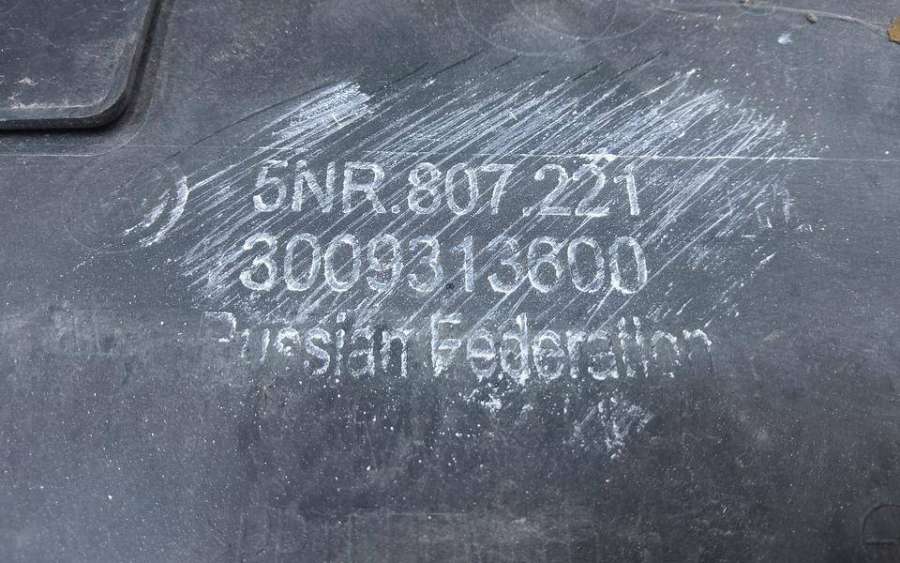 5NR.807.221
3009313600
Russian Federation